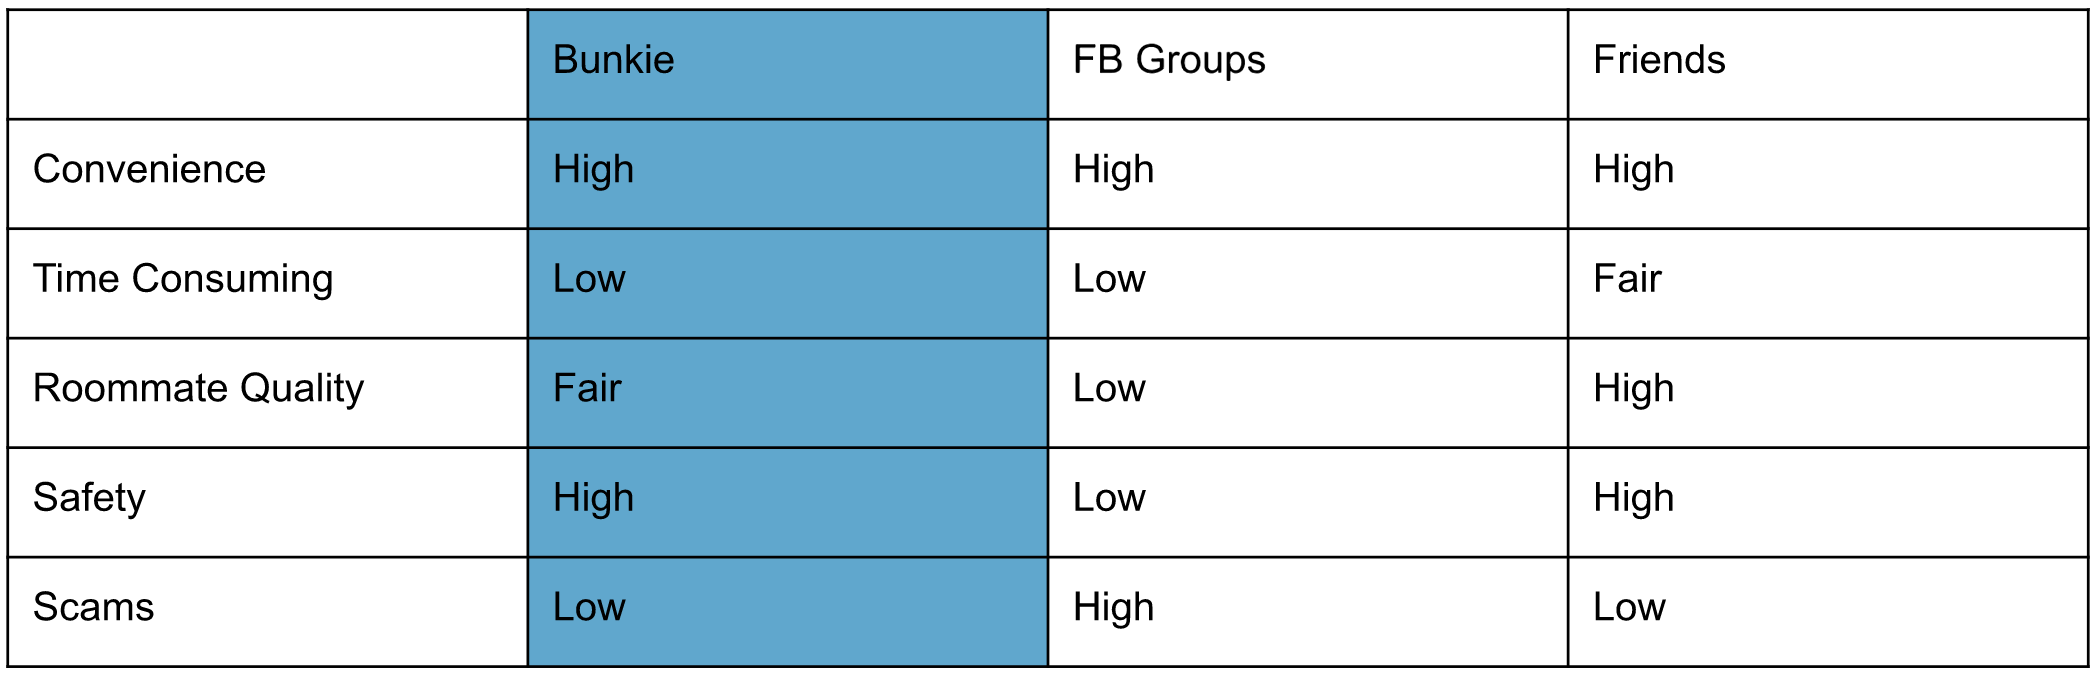 Bunkie FB Groups Friends
Convenience High High High
Time Consuming Low Low Fair
Roommate Quality Fair Low High
Safety High Low High
Scams Low High Low